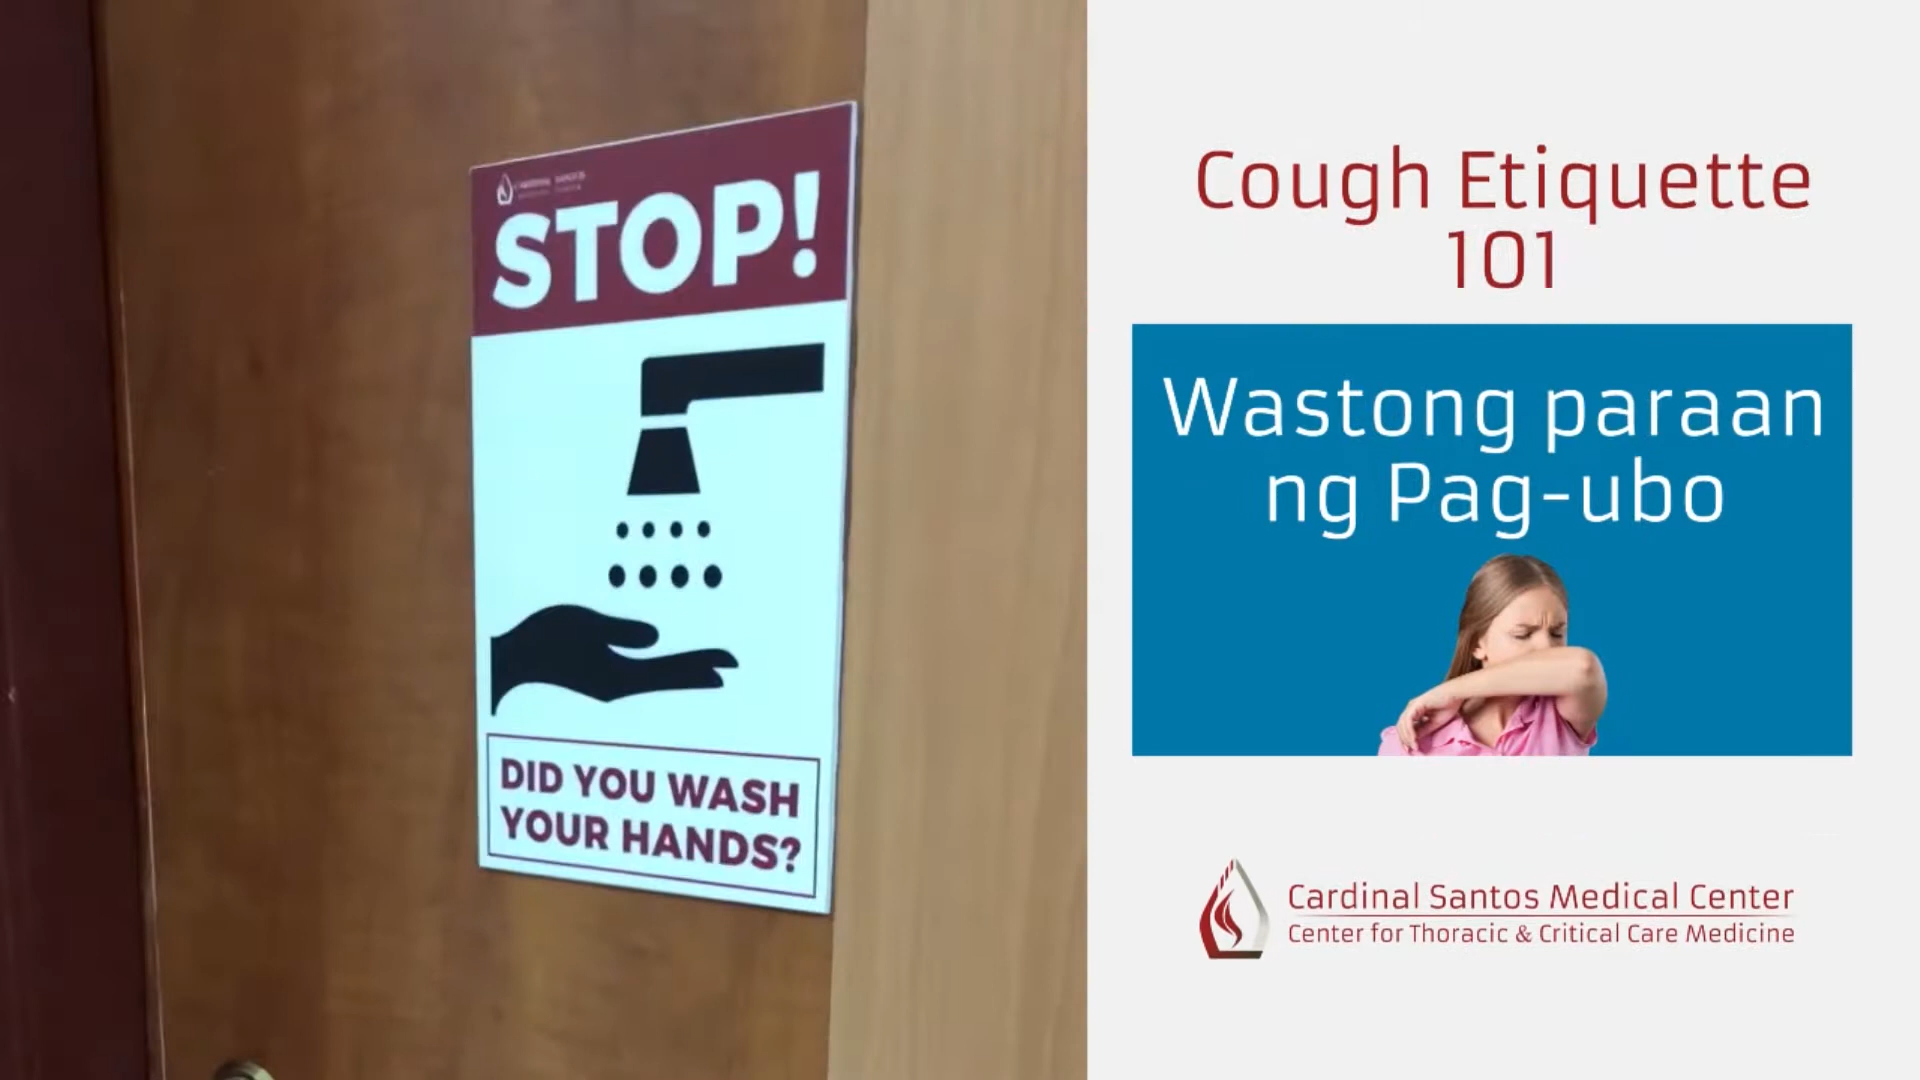 STOP!
DID YOU WASH
YOUR HANDS?
Cough Etiquette
101
Wastong paraan
ng Pag-ubo
Cardinal Santos Medical Center
Center for Thoracic & Critical Care Medicine